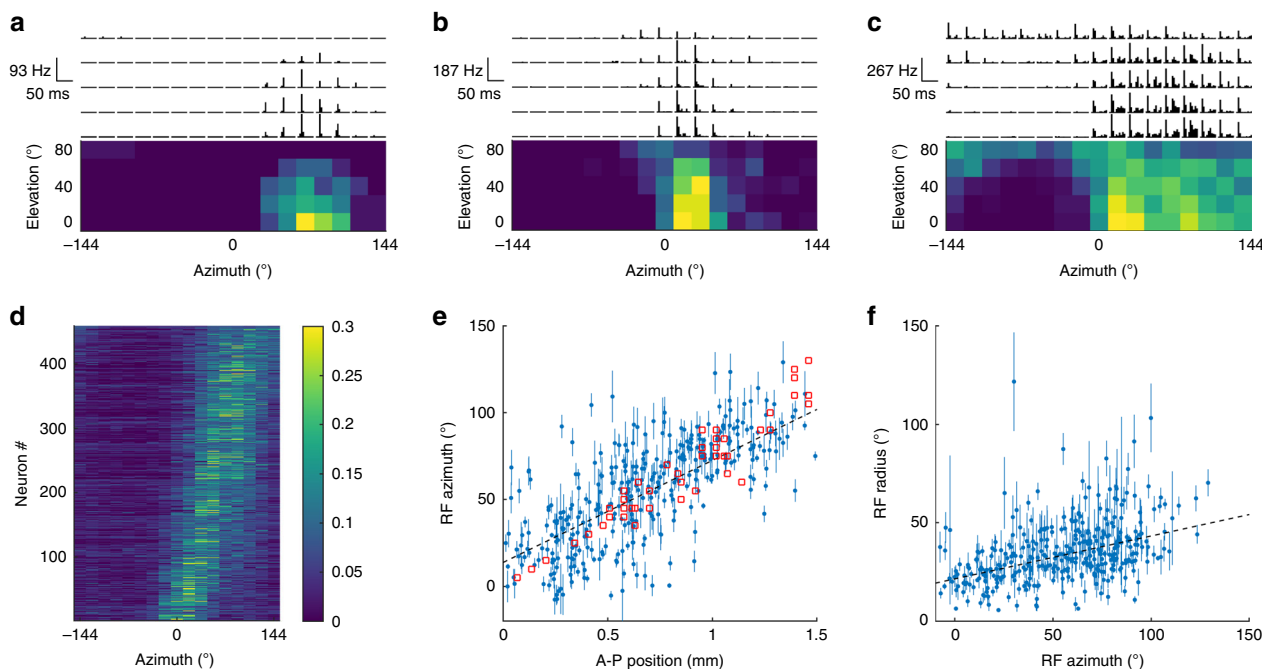 a
93 Hz
50 ms
Elevation (°)
80
40
0
−144
0
144
Azimuth (°)
b
187 Hz
50 ms
Elevation (°)
80
40
0
−144
0
144
Azimuth (°)
c
267 Hz
50 ms
Elevation (°)
80
40
0
−144
0
144
Azimuth (°)
d
Neuron #
400
300
200
100
−144
0
144
Azimuth (°)
0.3
0.25
0.2
0.15
0.1
0.05
0
e
RF azimuth (°)
150
100
50
0
0
0.5
1
1.5
A-P position (mm)
f
RF radius (°)
150
100
50
0
0
50
100
150
RF azimuth (°)